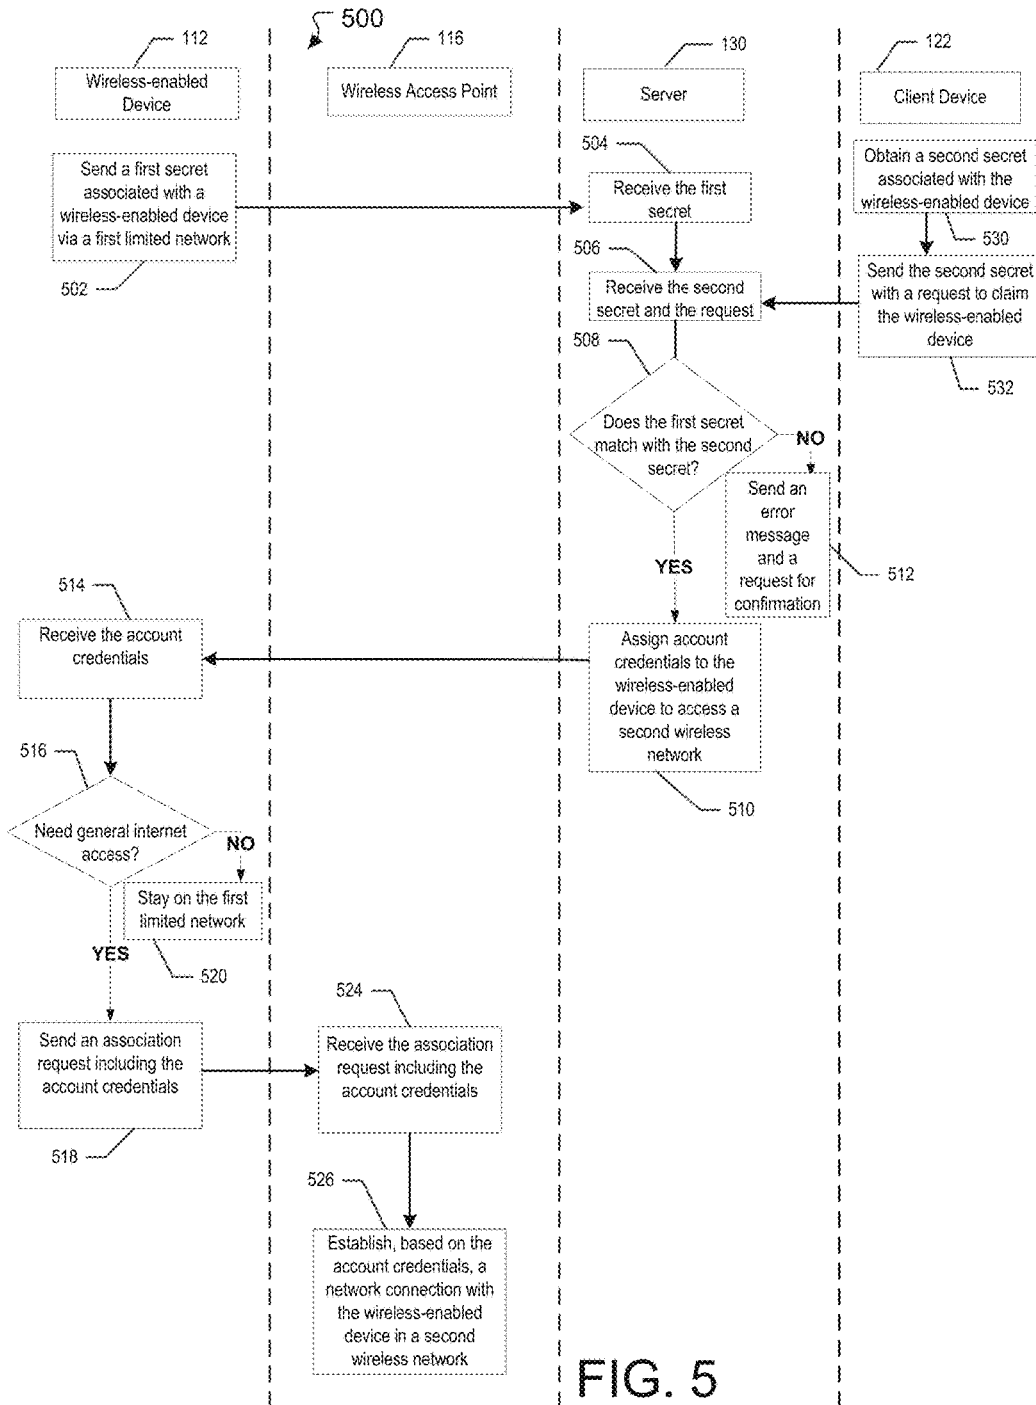 500
112
116
130
122
Wireless-enabled
Device
Wireless Access Point
Server
Client Device
Send a first secret
associated with a
wireless-enabled device
via a first limited network
502
504
Receive the first
secret
Obtain a second secret
associated with the
wireless-enabled device
530
506
Receive the second
secret and the request
Send the second secret
with a request to claim
the wireless-enabled
device
532
508
Does the first secret
match with the second
secret?
NO
Send an
error
message
and a
request for
confirmation
512
YES
514
Receive the account
credentials
Assign account
credentials to the
wireless-enabled
device to access a
second wireless
network
510
516
Need general internet
access?
NO
Stay on the first
limited network
520
YES
Send an association
request including the
account credentials
518
524
Receive the association
request including the
account credentials
526
Establish, based on the
account credentials, a
network connection with
the wireless-enabled
device in a second
wireless network
FIG. 5